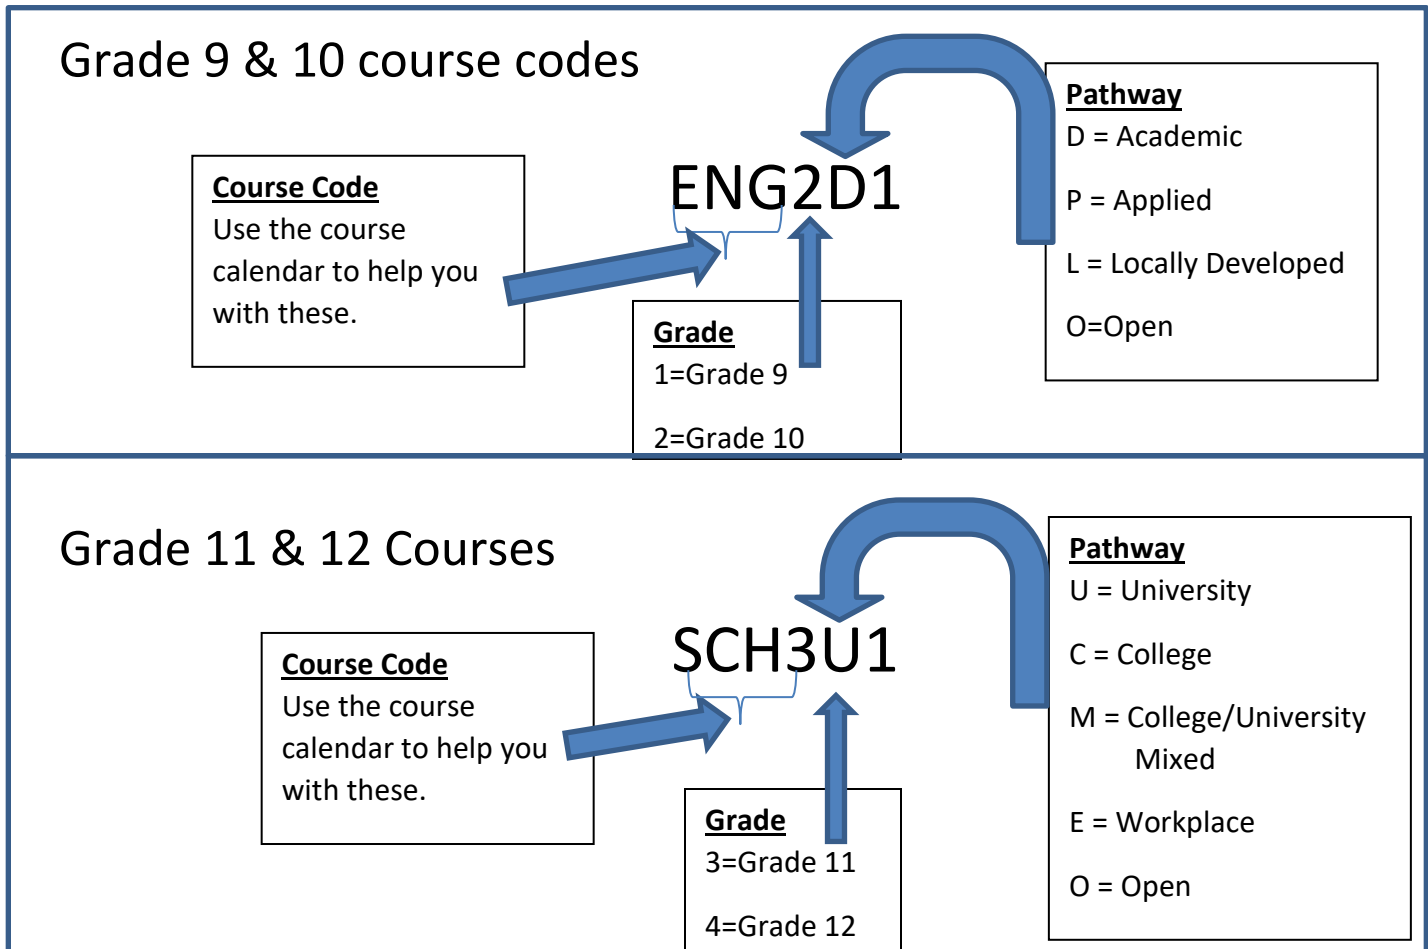 Grade 9 & 10 course codes
Pathway
D = Academic
P = Applied
L = Locally Developed
O=Open
ENG2D1
Course Code
Use the course
calendar to help you
with these.
Grade
1=Grade 9
2=Grade 10
Grade 11 & 12 Courses
Pathway
U = University
C = College
M = College/University
Mixed
E = Workplace
O = Open
SCH3U1
Course Code
Use the course
calendar to help you
with these.
Grade
3=Grade 11
4=Grade 12